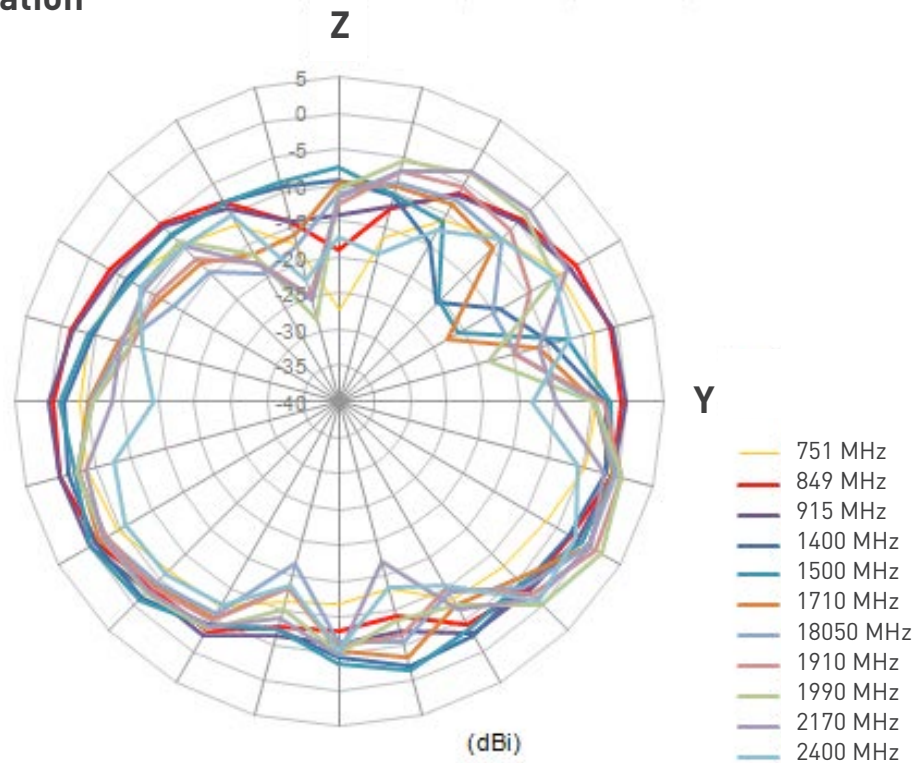 ation
Z
5
0
-5
-10
-15
-20
-25
-30
-35
-40
Y
751 MHz
849 MHz
915 MHz
1400 MHz
1500 MHz
1710 MHz
18050 MHz
1910 MHz
1990 MHz
2170 MHz
2400 MHz
(dBi)